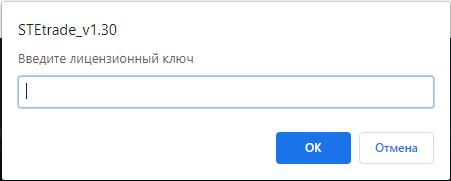 STEtrade_v1.30
Введите лицензионный ключ
ОК
Отмена